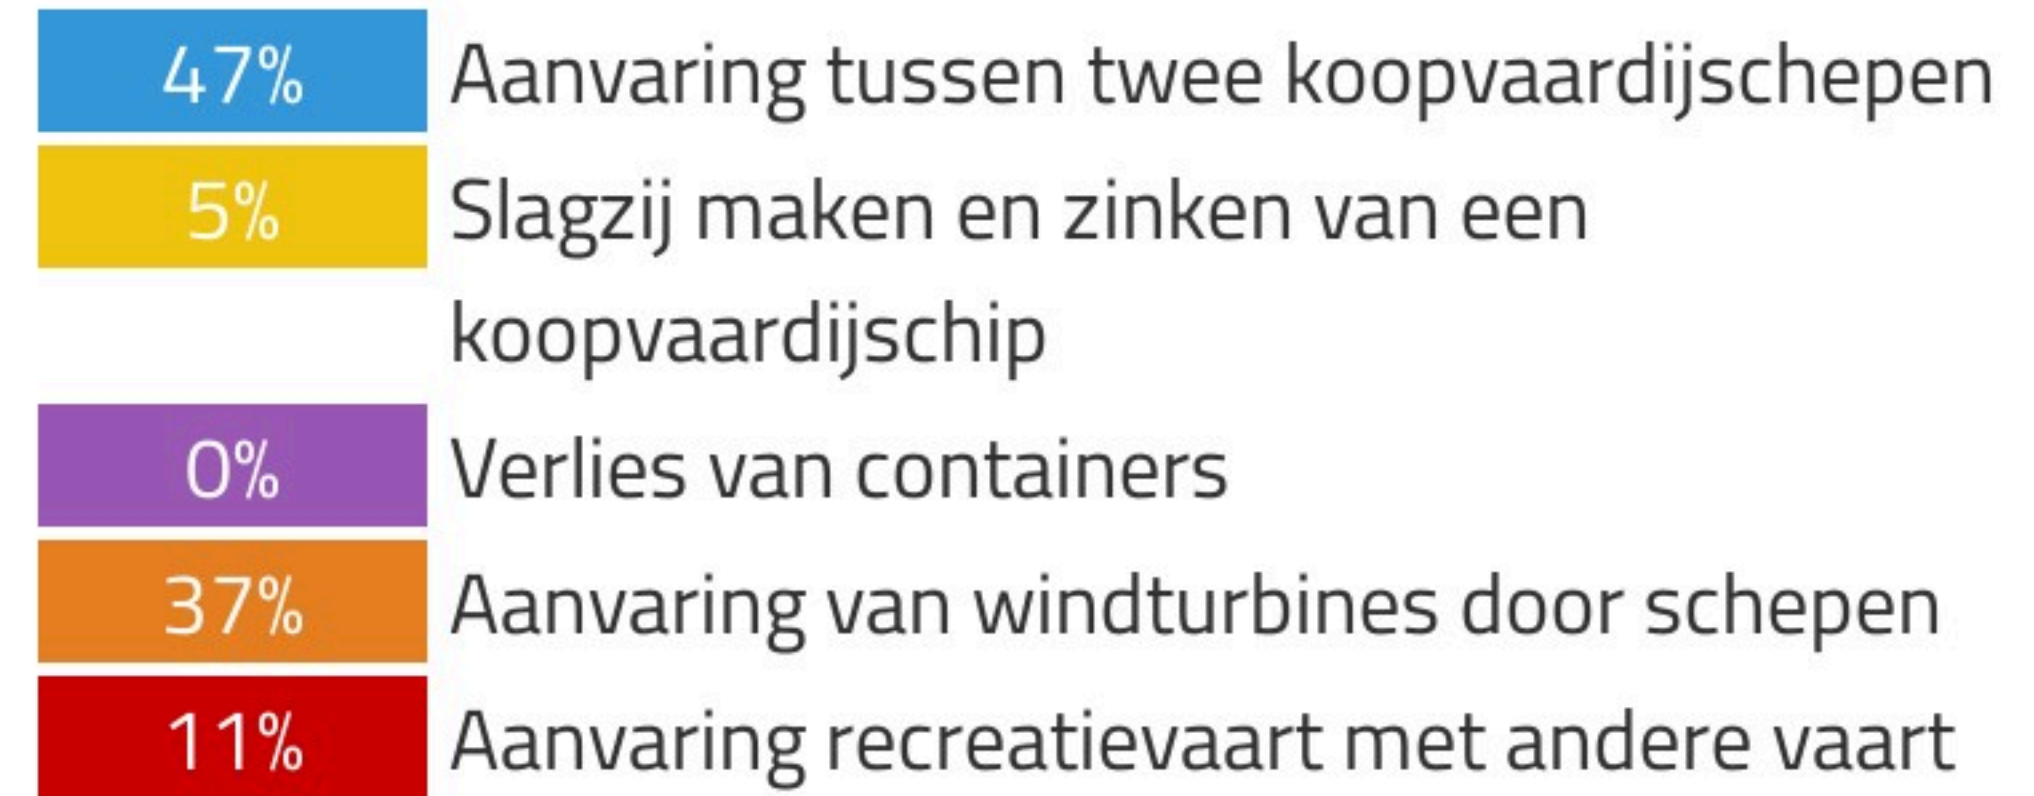 47% Aanvaring tussen twee koopvaardijschepen
5% Slagzij maken en zinken van een
koopvaardijschip
0% Verlies van containers
37% Aanvaring van windturbines door schepen
11% Aanvaring recreatievaart met andere vaart